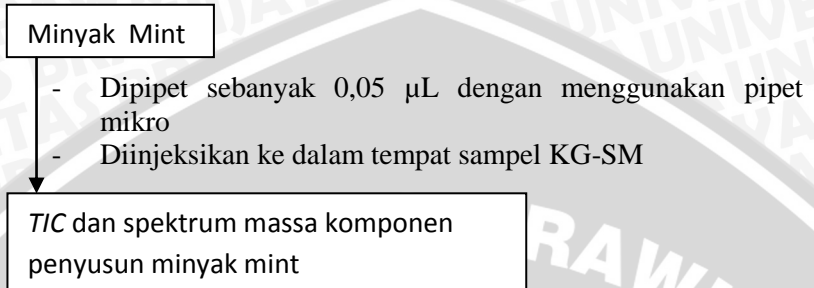 Minyak Mint
- Dipipet sebanyak 0,05 µL dengan menggunakan pipet
mikro
- Diinjeksikan ke dalam tempat sampel KG-SM
TIC dan spektrum massa komponen
penyusun minyak mint